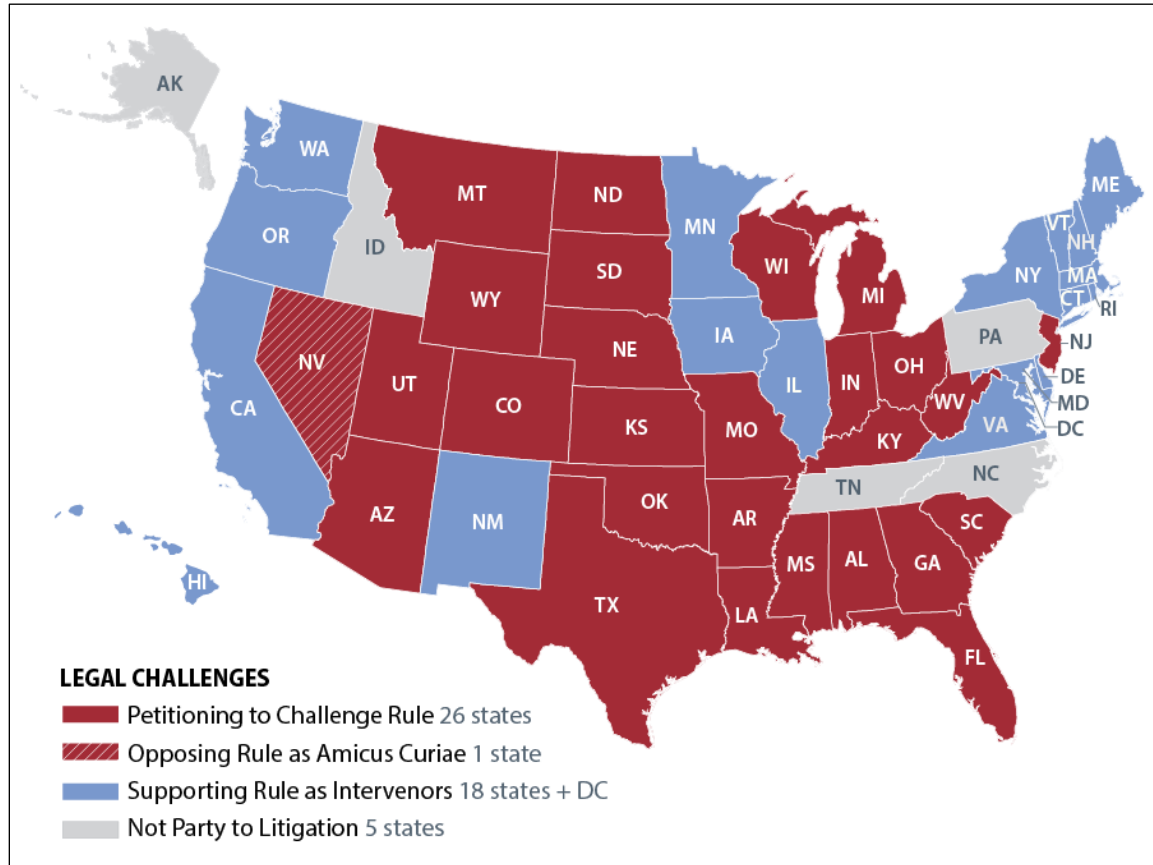 AK
WA
MT
ND
MN
ME
VT
NH
OR
ID
SD
WI
NY
MA
CT
RI
WY
MI
IA
PA
NJ
NE
NV
UT
CO
IL
IN
OH
DE
MD
DC
CA
KS
MO
WV
VA
KY
AZ
NM
OK
AR
TN
NC
SC
MS
AL
GA
HI
TX
LA
FL
LEGAL CHALLENGES
Petitioning to Challenge Rule 26 states
Opposing Rule as Amicus Curiae 1 state
Supporting Rule as Intervenors 18 states + DC
Not Party to Litigation 5 states